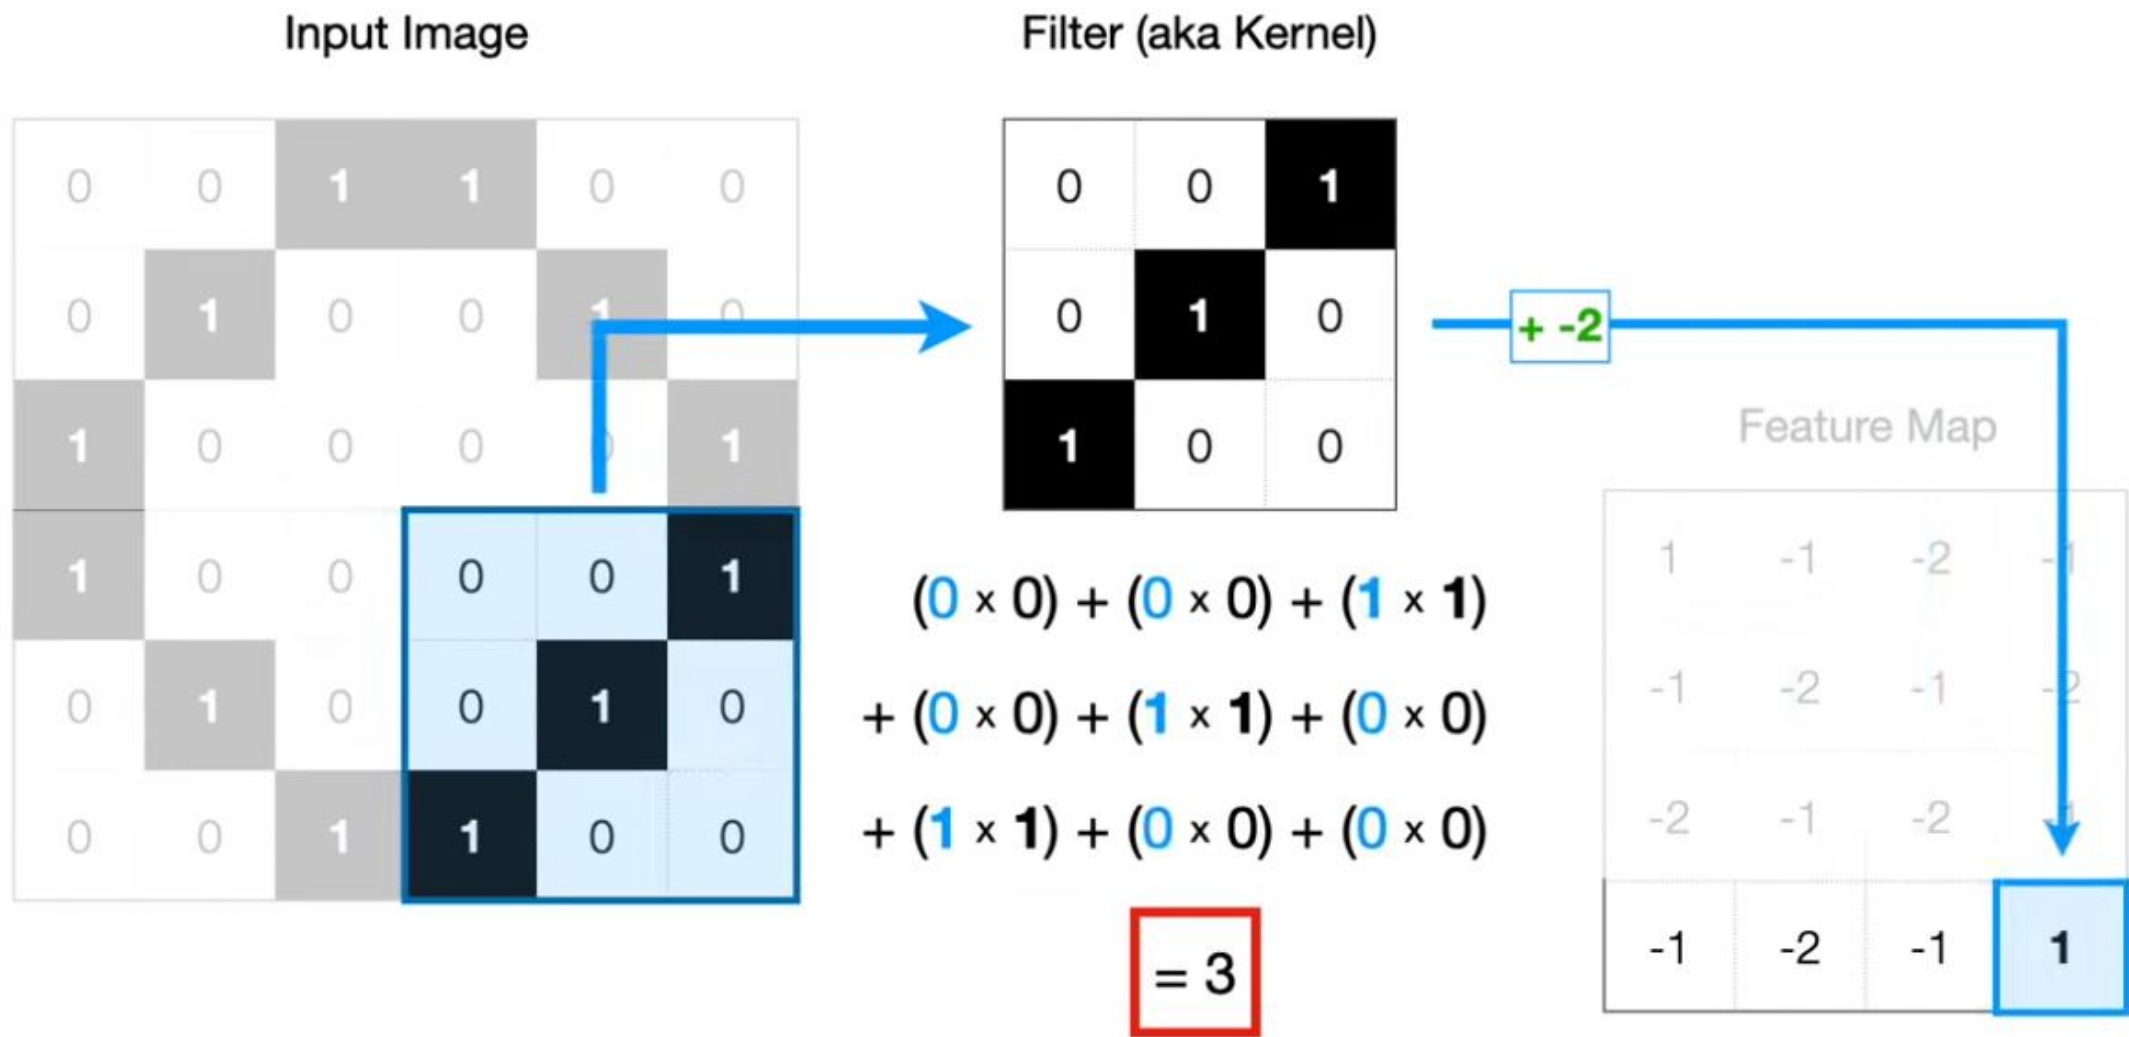 Input Image
Filter (aka Kernel)
0 0 1 1 0 0
0 1 0 0 1 0
1 0 0 0 0 1
1 0 0 0 0 1
0 1 0 0 1 0
0 0 1 1 0 0
0 0 1
0 1 0
1 0 0
+ -2
(0 × 0) + (0 × 0) + (1 × 1)
+ (0 × 0) + (1 × 1) + (0 × 0)
+ (1 × 1) + (0 × 0) + (0 × 0)
= 3
Feature Map
1 -1 -2 -1
-1 -2 -1 -2
-2 -1 -2
-1 -2 -1 1